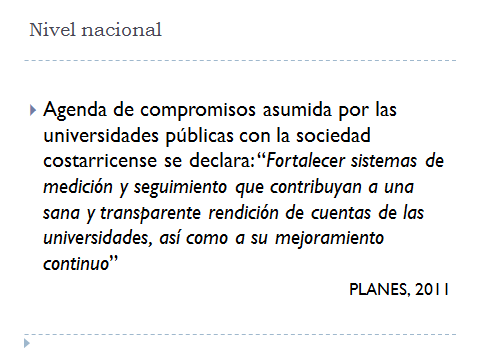 Nivel nacional
Agenda de compromisos asumida por las
universidades públicas con la sociedad
costarricense se declara: “Fortalecer sistemas de
medición y seguimiento que contribuyan a una
sana y transparente rendición de cuentas de las
universidades, así como a su mejoramiento
continuo”
PLANES, 2011